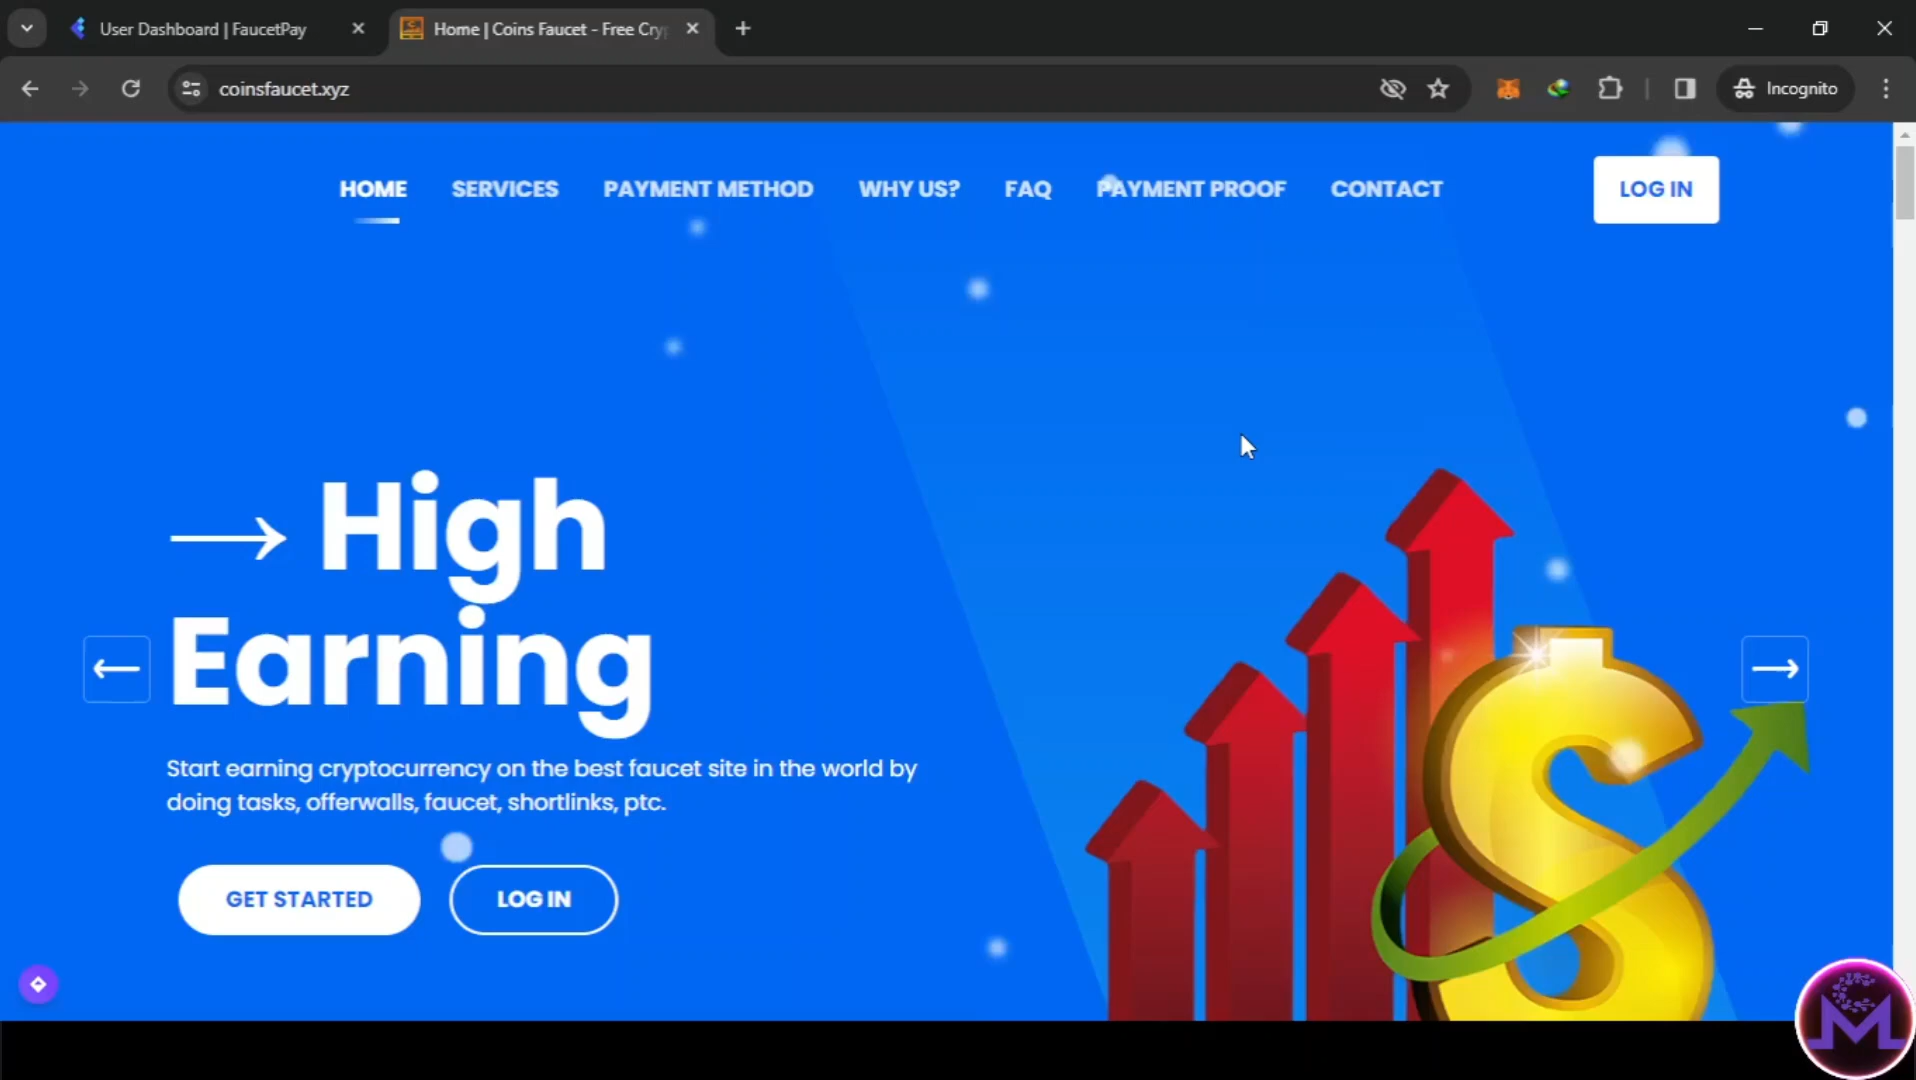 User Dashboard | FaucetPay
Home | Coins Faucet - Free Cry
coinsfaucet.xyz
Incognito
HOME
SERVICES
PAYMENT METHOD
WHY US?
FAQ
PAYMENT PROOF
CONTACT
LOG IN
→ High
Earning
Start earning cryptocurrency on the best faucet site in the world by
doing tasks, offerwalls, faucet, shortlinks, ptc.
GET STARTED
LOG IN
M